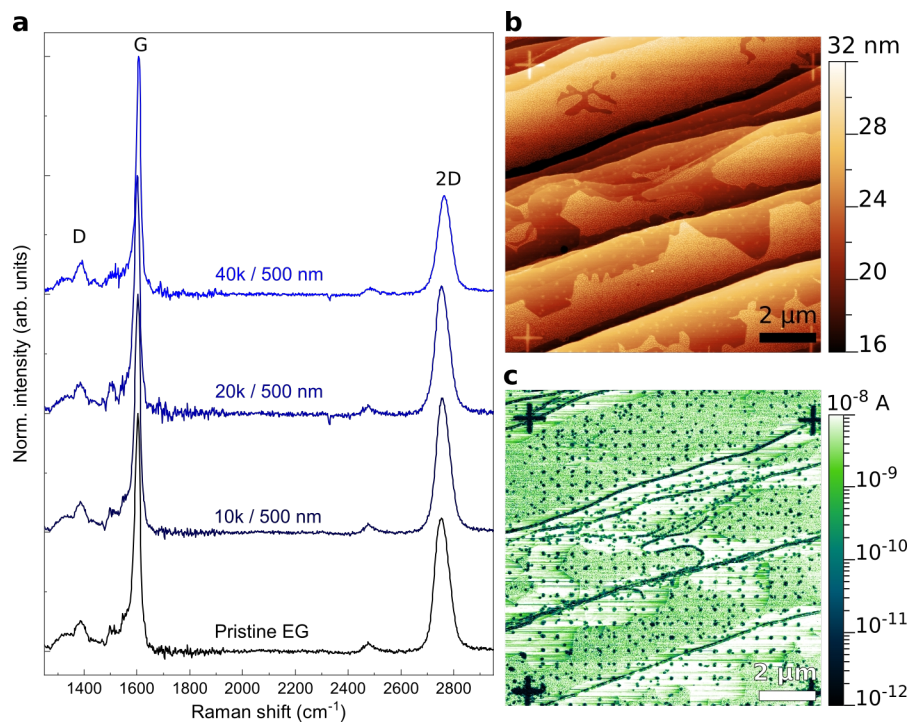 a
G
D
2D
40k / 500 nm
20k / 500 nm
10k / 500 nm
Pristine EG
Norm. intensity (arb. units)
1400 1600 1800 2000 2200 2400 2600 2800
Raman shift (cm⁻¹)
b
32 nm
28
24
20
16
2 µm
c
10⁻⁸ A
10⁻⁹
10⁻¹⁰
10⁻¹¹
10⁻¹²
2 µm